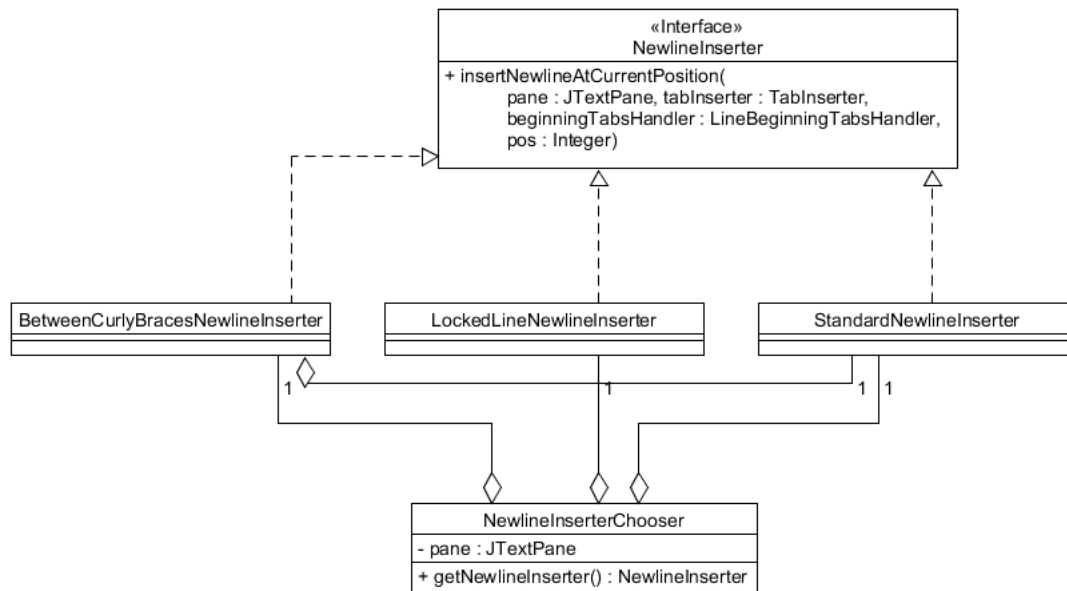 «Interface»
NewlineInserter
+ insertNewlineAtCurrentPosition(
pane : JTextPane, tabInserter : TabInserter,
beginningTabsHandler : LineBeginningTabsHandler,
pos : Integer)
BetweenCurlyBracesNewlineInserter
LockedLineNewlineInserter
StandardNewlineInserter
1
1
1
1
NewlineInserterChooser
- pane : JTextPane
+ getNewlineInserter() : NewlineInserter